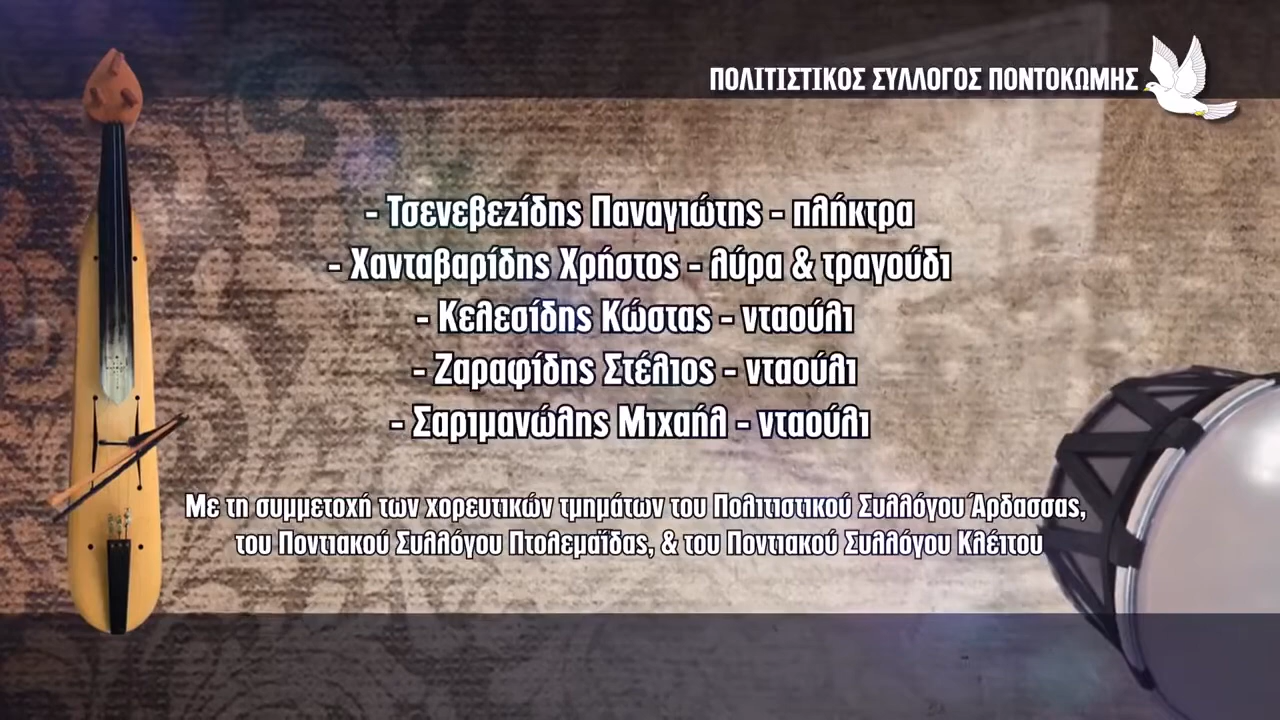 ΠΟΛΙΤΙΣΤΙΚΟΣ ΣΥΛΛΟΓΟΣ ΠΟΝΤΟΚΩΜΗΣ
- Τσενεβεζίδης Παναγιώτης - πλήκτρα
- Χανταβαρίδης Χρήστος - λύρα & τραγούδι
- Κελεσίδης Κώστας - νταούλι
- Ζαραφίδης Στέλιος - νταούλι
- Σαριμανώλης Μιχαήλ - νταούλι
Με τη συμμετοχή των χορευτικών τμημάτων του Πολιτιστικού Συλλόγου Άρδασσας,
του Ποντιακού Συλλόγου Πτολεμαΐδας, & του Ποντιακού Συλλόγου Κλείτου